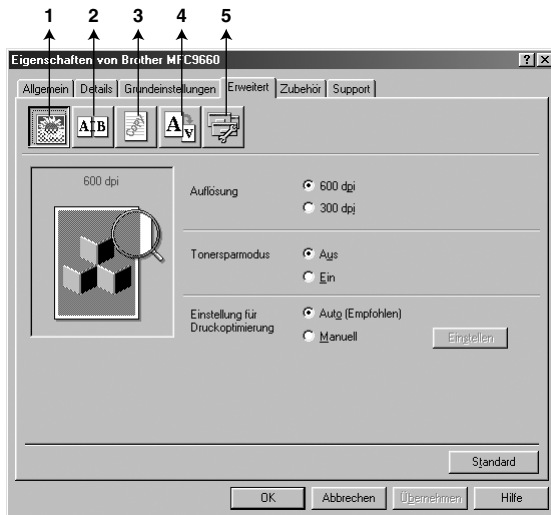 1 2 3 4 5
Eigenschaften von Brother MFC9660
Allgemein Details Grundeinstellungen Erweitert Zubehör Support
A B Copy A A
600 dpi
Auflösung
600 dpi
300 dpi
Tonersparmodus
Aus
Ein
Einstellung für
Druckoptimierung
Auto (Empfohlen)
Manuell
Einstellen
Standard
OK Abbrechen Übernehmen Hilfe